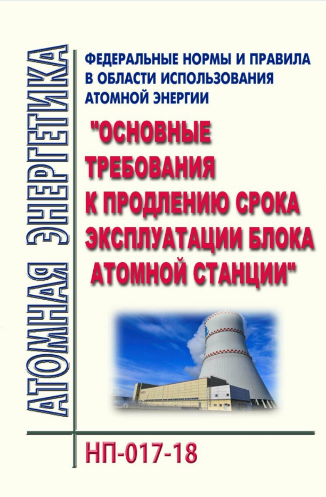 АТОМНАЯ ЭНЕРГЕТИКА
ФЕДЕРАЛЬНЫЕ НОРМЫ И ПРАВИЛА
В ОБЛАСТИ ИСПОЛЬЗОВАНИЯ
АТОМНОЙ ЭНЕРГИИ
"ОСНОВНЫЕ
ТРЕБОВАНИЯ
К ПРОДЛЕНИЮ СРОКА
ЭКСПЛУАТАЦИИ БЛОКА
АТОМНОЙ СТАНЦИИ"
НП-017-18